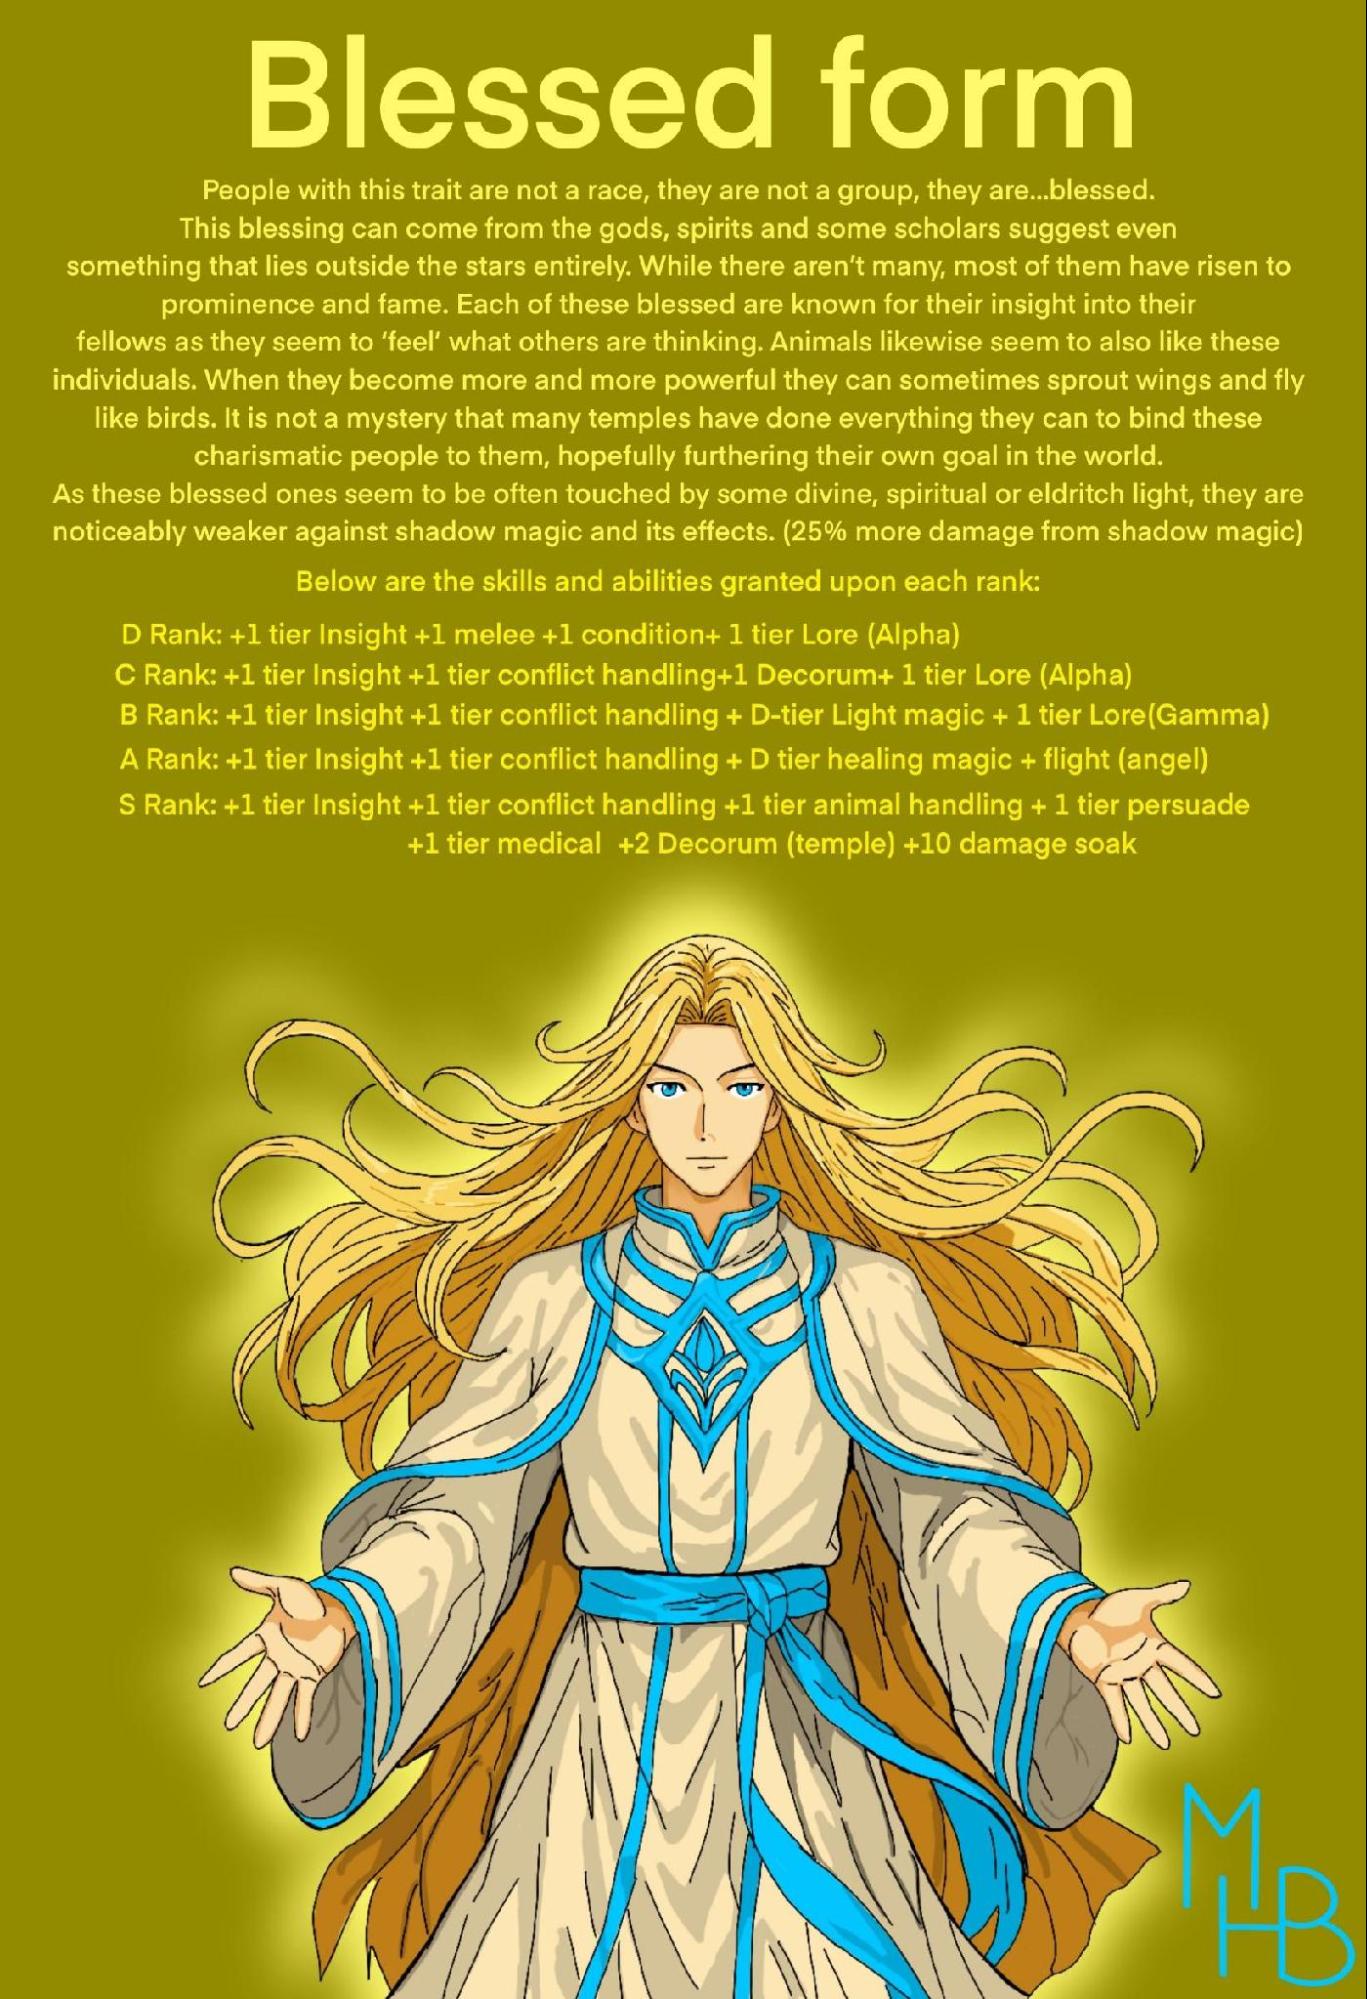 Blessed form
People with this trait are not a race, they are not a group, they are...blessed.
This blessing can come from the gods, spirits and some scholars suggest even
something that lies outside the stars entirely. While there aren't many, most of them have risen to
prominence and fame. Each of these blessed are known for their insight into their
fellows as they seem to 'feel' what others are thinking. Animals likewise seem to also like these
individuals. When they become more and more powerful they can sometimes sprout wings and fly
like birds. It is not a mystery that many temples have done everything they can to bind these
charismatic people to them, hopefully furthering their own goal in the world.
As these blessed ones seem to be often touched by some divine, spiritual or eldritch light, they are
noticeably weaker against shadow magic and its effects. (25% more damage from shadow magic)
Below are the skills and abilities granted upon each rank:
D Rank: +1 tier Insight +1 melee +1 condition+ 1 tier Lore (Alpha)
C Rank: +1 tier Insight +1 tier conflict handling+1 Decorum+ 1 tier Lore (Alpha)
B Rank: +1 tier Insight +1 tier conflict handling + D-tier Light magic + 1 tier Lore(Gamma)
A Rank: +1 tier Insight +1 tier conflict handling + D tier healing magic + flight (angel)
S Rank: +1 tier Insight +1 tier conflict handling +1 tier animal handling + 1 tier persuade
+1 tier medical +2 Decorum (temple) +10 damage soak
MHB